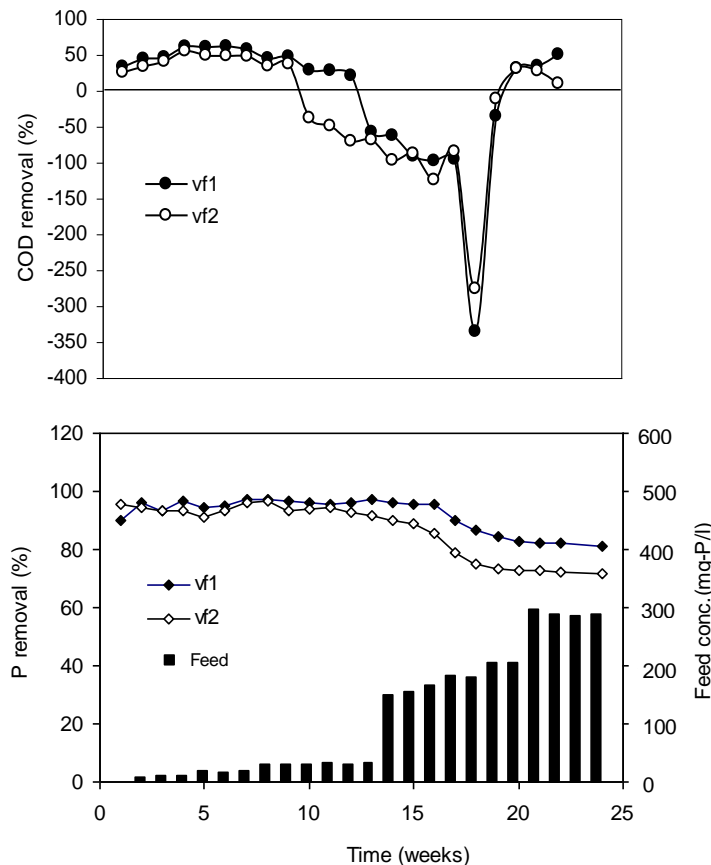 100
50
0
-50
-100
-150
-200
-250
-300
-350
-400
COD removal (%)
vf1
vf2
120
100
80
60
40
20
0
P removal (%)
600
500
400
300
200
100
0
Feed conc.(mg-P/l)
vf1
vf2
Feed
0 5 10 15 20 25
Time (weeks)